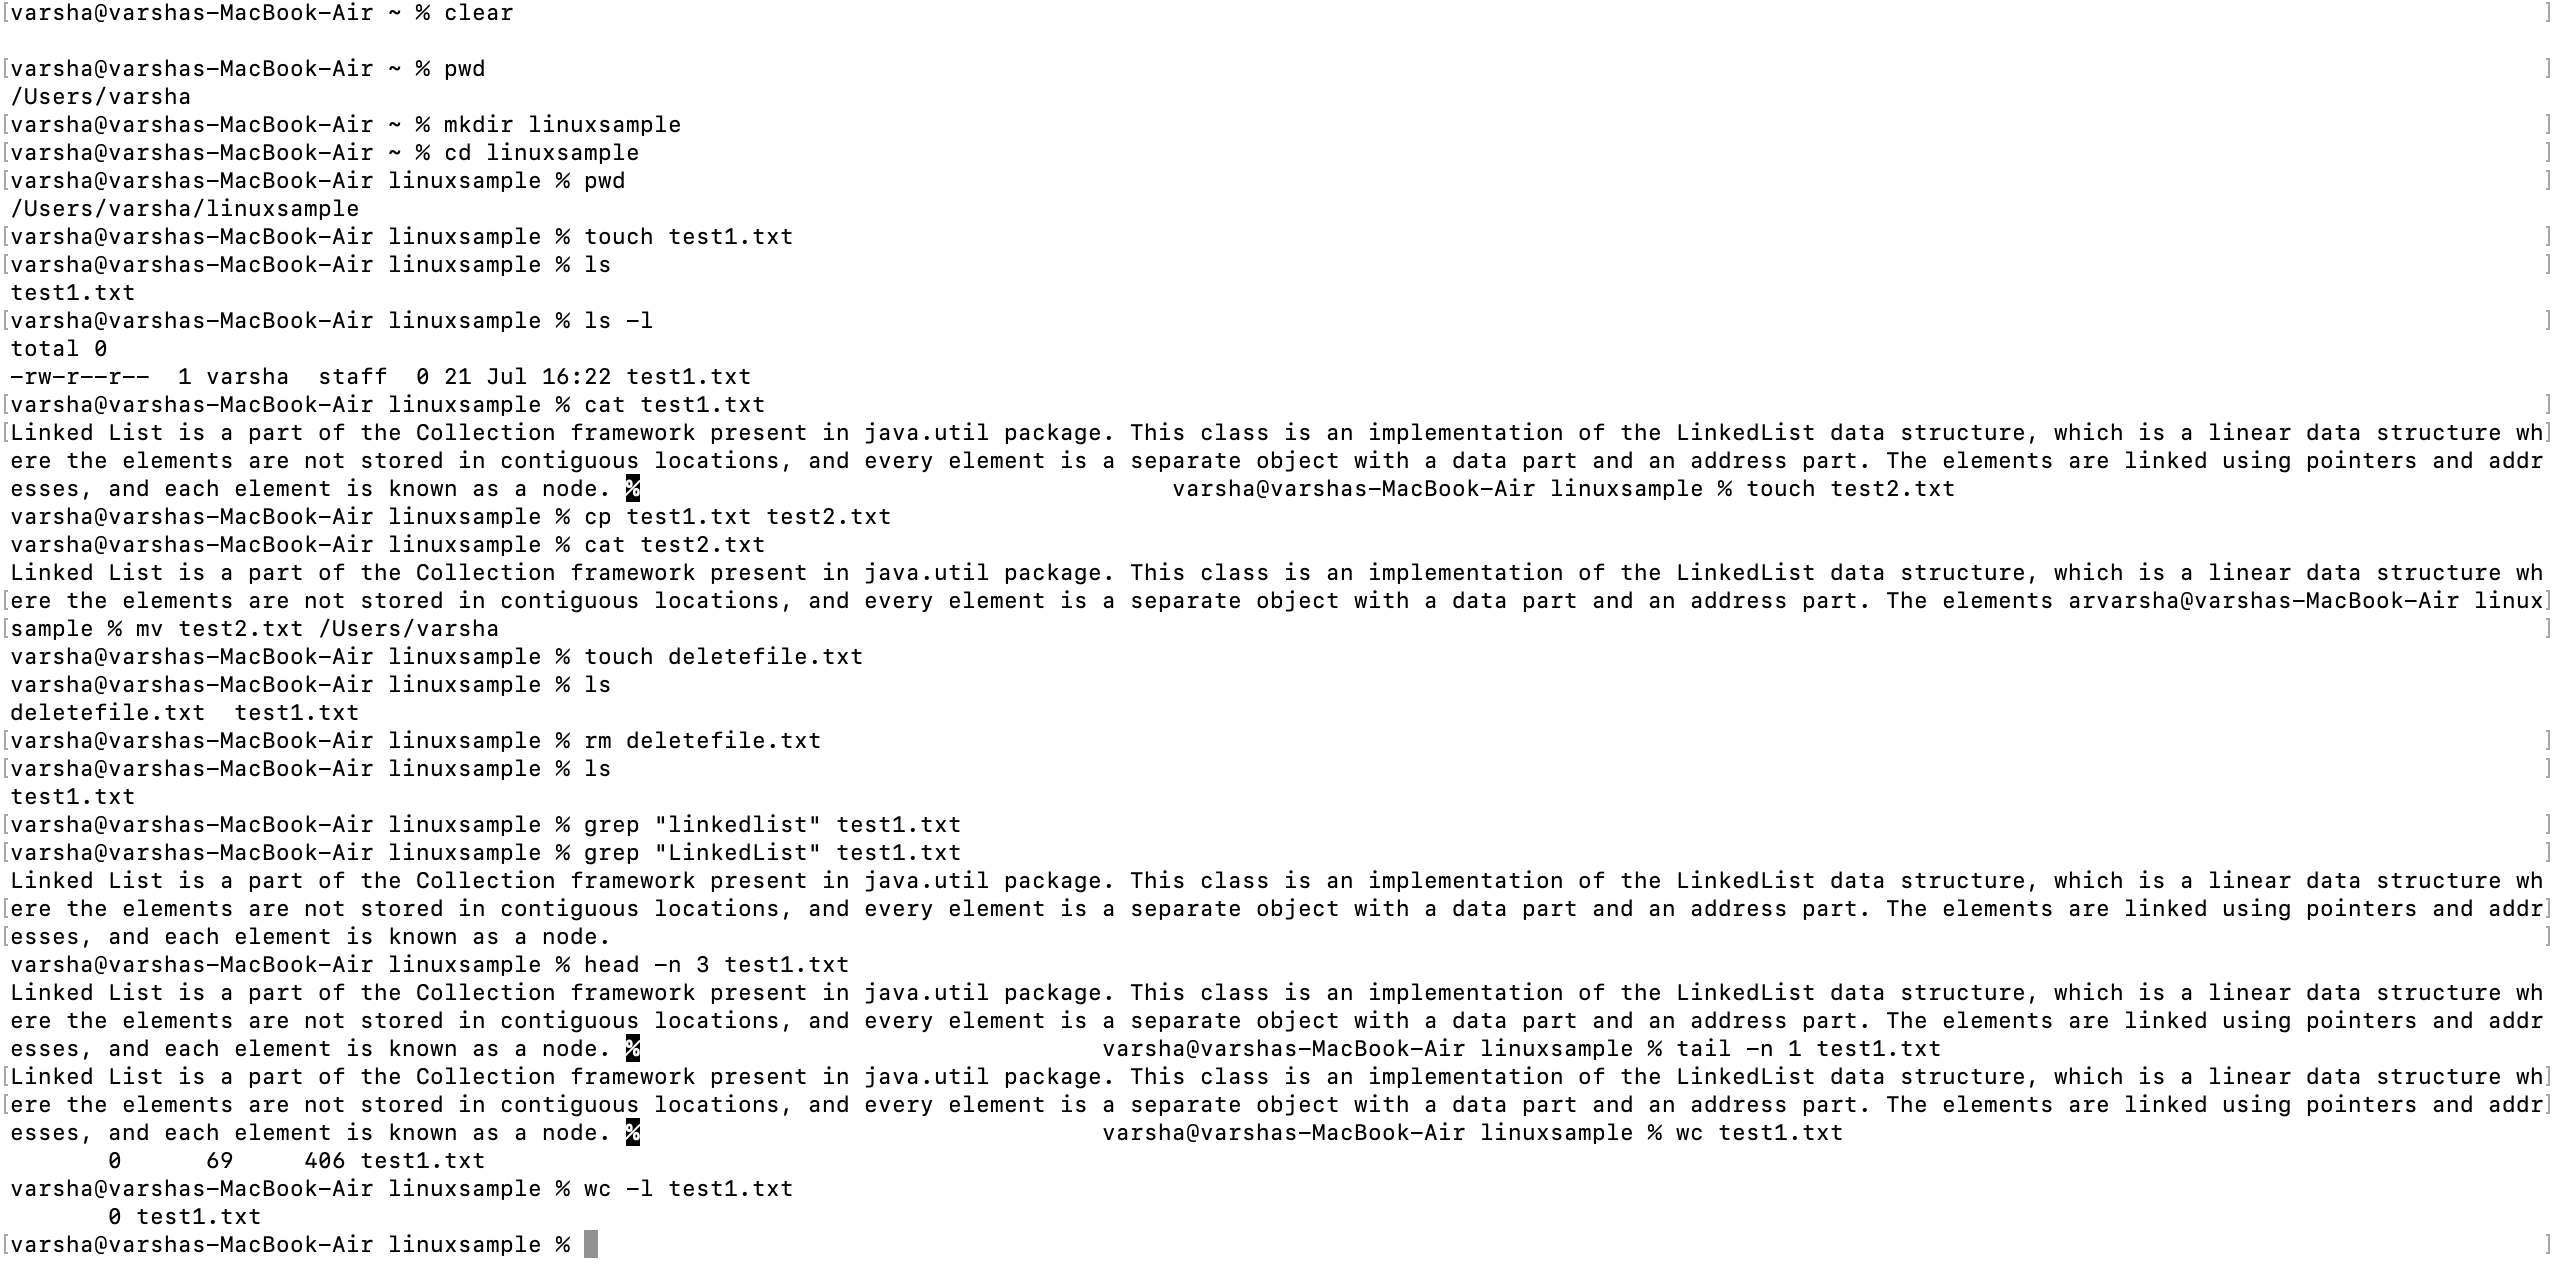 [varsha@varshas-MacBook-Air ~ % clear ]
[varsha@varshas-MacBook-Air ~ % pwd ]
/Users/varsha
[varsha@varshas-MacBook-Air ~ % mkdir linuxsample ]
[varsha@varshas-MacBook-Air ~ % cd linuxsample ]
[varsha@varshas-MacBook-Air linuxsample % pwd ]
/Users/varsha/linuxsample
[varsha@varshas-MacBook-Air linuxsample % touch test1.txt ]
[varsha@varshas-MacBook-Air linuxsample % ls ]
test1.txt
[varsha@varshas-MacBook-Air linuxsample % ls -l ]
total 0
-rw-r--r--  1 varsha  staff  0 21 Jul 16:22 test1.txt
[varsha@varshas-MacBook-Air linuxsample % cat test1.txt ]
[Linked List is a part of the Collection framework present in java.util package. This class is an implementation of the LinkedList data structure, which is a linear data structure wh]
ere the elements are not stored in contiguous locations, and every element is a separate object with a data part and an address part. The elements are linked using pointers and addr
esses, and each element is known as a node. % varsha@varshas-MacBook-Air linuxsample % touch test2.txt
varsha@varshas-MacBook-Air linuxsample % cp test1.txt test2.txt
varsha@varshas-MacBook-Air linuxsample % cat test2.txt
Linked List is a part of the Collection framework present in java.util package. This class is an implementation of the LinkedList data structure, which is a linear data structure wh
[ere the elements are not stored in contiguous locations, and every element is a separate object with a data part and an address part. The elements arvarsha@varshas-MacBook-Air linux]
[sample % mv test2.txt /Users/varsha ]
varsha@varshas-MacBook-Air linuxsample % touch deletefile.txt
varsha@varshas-MacBook-Air linuxsample % ls
deletefile.txt  test1.txt
[varsha@varshas-MacBook-Air linuxsample % rm deletefile.txt ]
[varsha@varshas-MacBook-Air linuxsample % ls ]
test1.txt
[varsha@varshas-MacBook-Air linuxsample % grep "linkedlist" test1.txt ]
[varsha@varshas-MacBook-Air linuxsample % grep "LinkedList" test1.txt ]
Linked List is a part of the Collection framework present in java.util package. This class is an implementation of the LinkedList data structure, which is a linear data structure wh
[ere the elements are not stored in contiguous locations, and every element is a separate object with a data part and an address part. The elements are linked using pointers and addr]
[esses, and each element is known as a node. ]
varsha@varshas-MacBook-Air linuxsample % head -n 3 test1.txt
Linked List is a part of the Collection framework present in java.util package. This class is an implementation of the LinkedList data structure, which is a linear data structure wh
ere the elements are not stored in contiguous locations, and every element is a separate object with a data part and an address part. The elements are linked using pointers and addr
esses, and each element is known as a node. % varsha@varshas-MacBook-Air linuxsample % tail -n 1 test1.txt
[Linked List is a part of the Collection framework present in java.util package. This class is an implementation of the LinkedList data structure, which is a linear data structure wh]
[ere the elements are not stored in contiguous locations, and every element is a separate object with a data part and an address part. The elements are linked using pointers and addr]
esses, and each element is known as a node. % varsha@varshas-MacBook-Air linuxsample % wc test1.txt
0      69     406 test1.txt
varsha@varshas-MacBook-Air linuxsample % wc -l test1.txt
0 test1.txt
[varsha@varshas-MacBook-Air linuxsample % ]